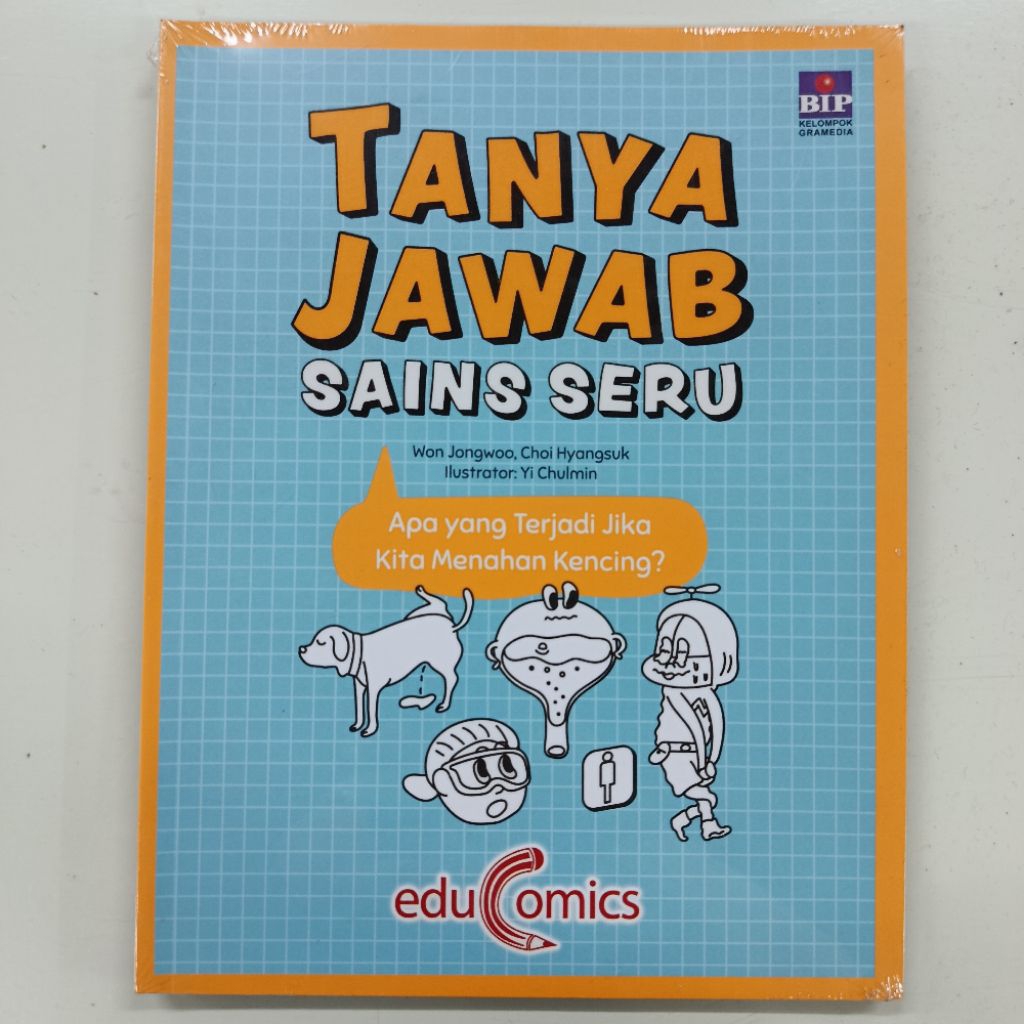 BIP
KELOMPOK
GRAMEDIA
TANYA
JAWAB
SAINS SERU
Won Jongwoo, Choi Hyangsuk
Ilustrator: Yi Chulmin
Apa yang Terjadi Jika
Kita Menahan Kencing?
eduComics